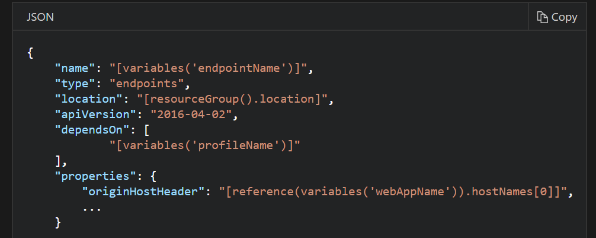 JSON
Copy
{
    "name": "[variables('endpointName')]",
    "type": "endpoints",
    "location": "[resourceGroup().location]",
    "apiVersion": "2016-04-02",
    "dependsOn": [
            "[variables('profileName')]"
    ],
    "properties": {
        "originHostHeader": "[reference(variables('webAppName')).hostNames[0]]",
        ...
    }